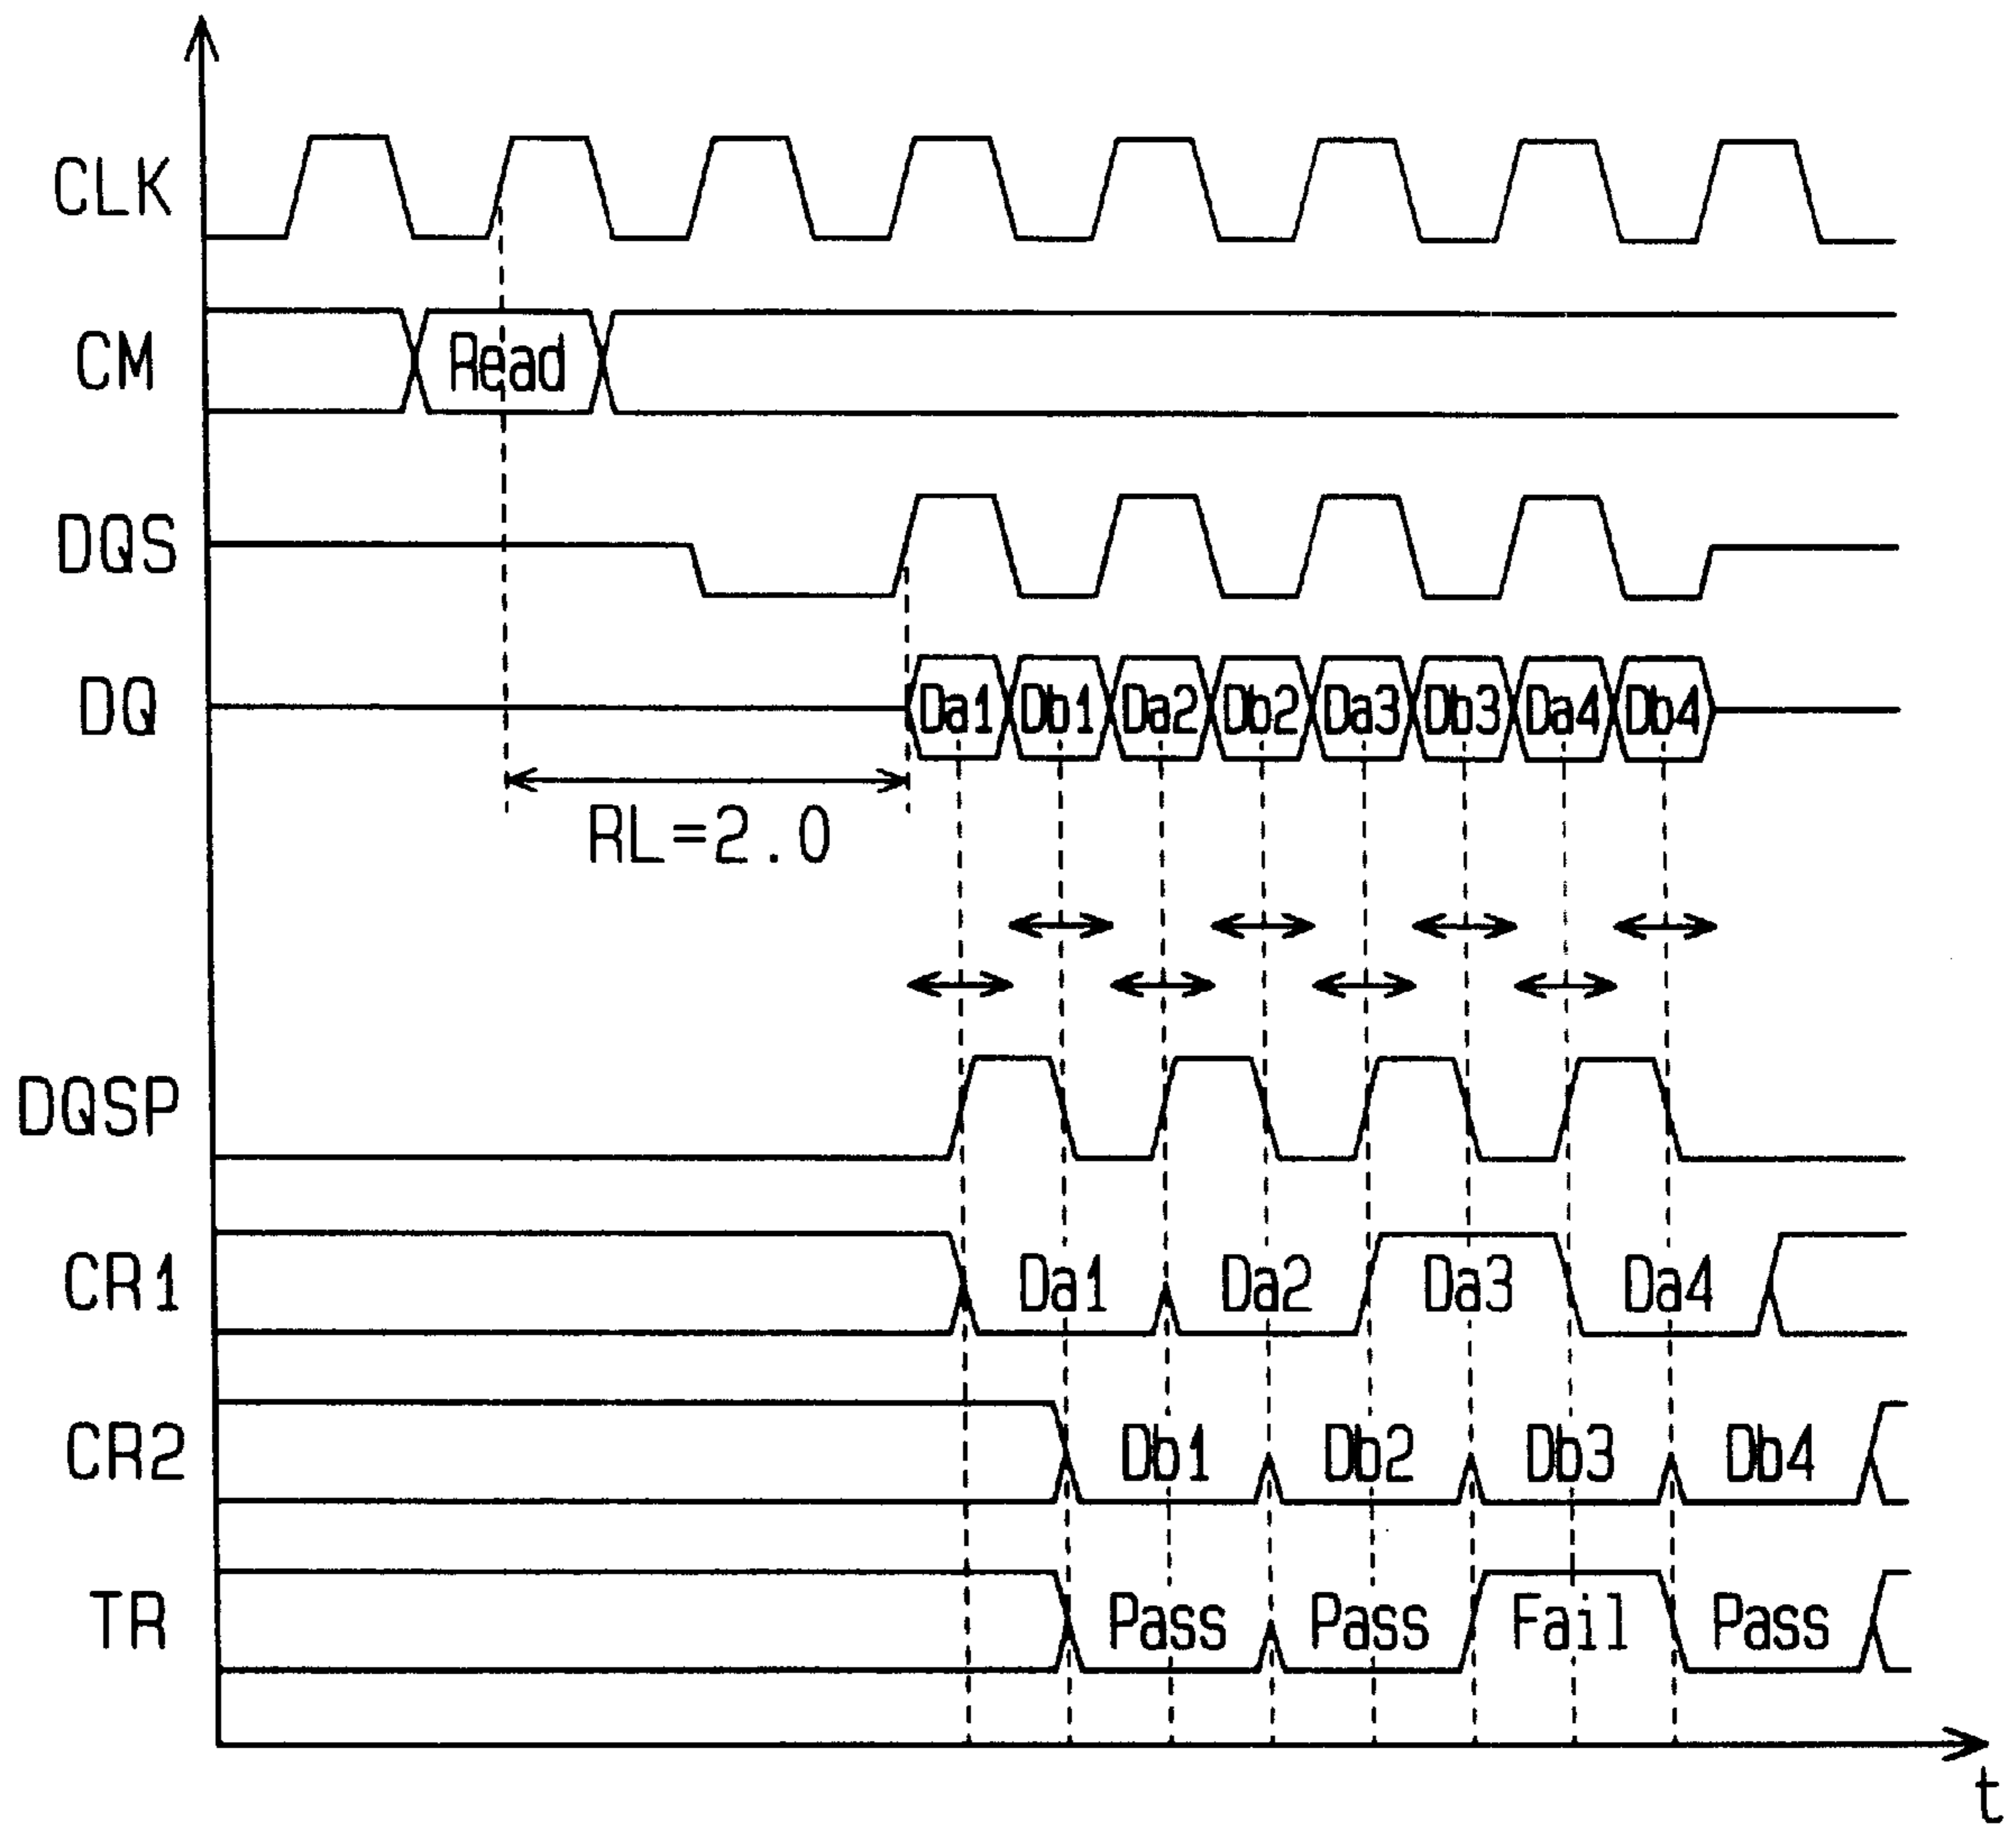 CLK
CM Read
DQS
DQ Da1 Db1 Da2 Db2 Da3 Db3 Da4 Db4
RL=2.0
DQSP
CR1 Da1 Da2 Da3 Da4
CR2 Db1 Db2 Db3 Db4
TR Pass Pass Fail Pass
t